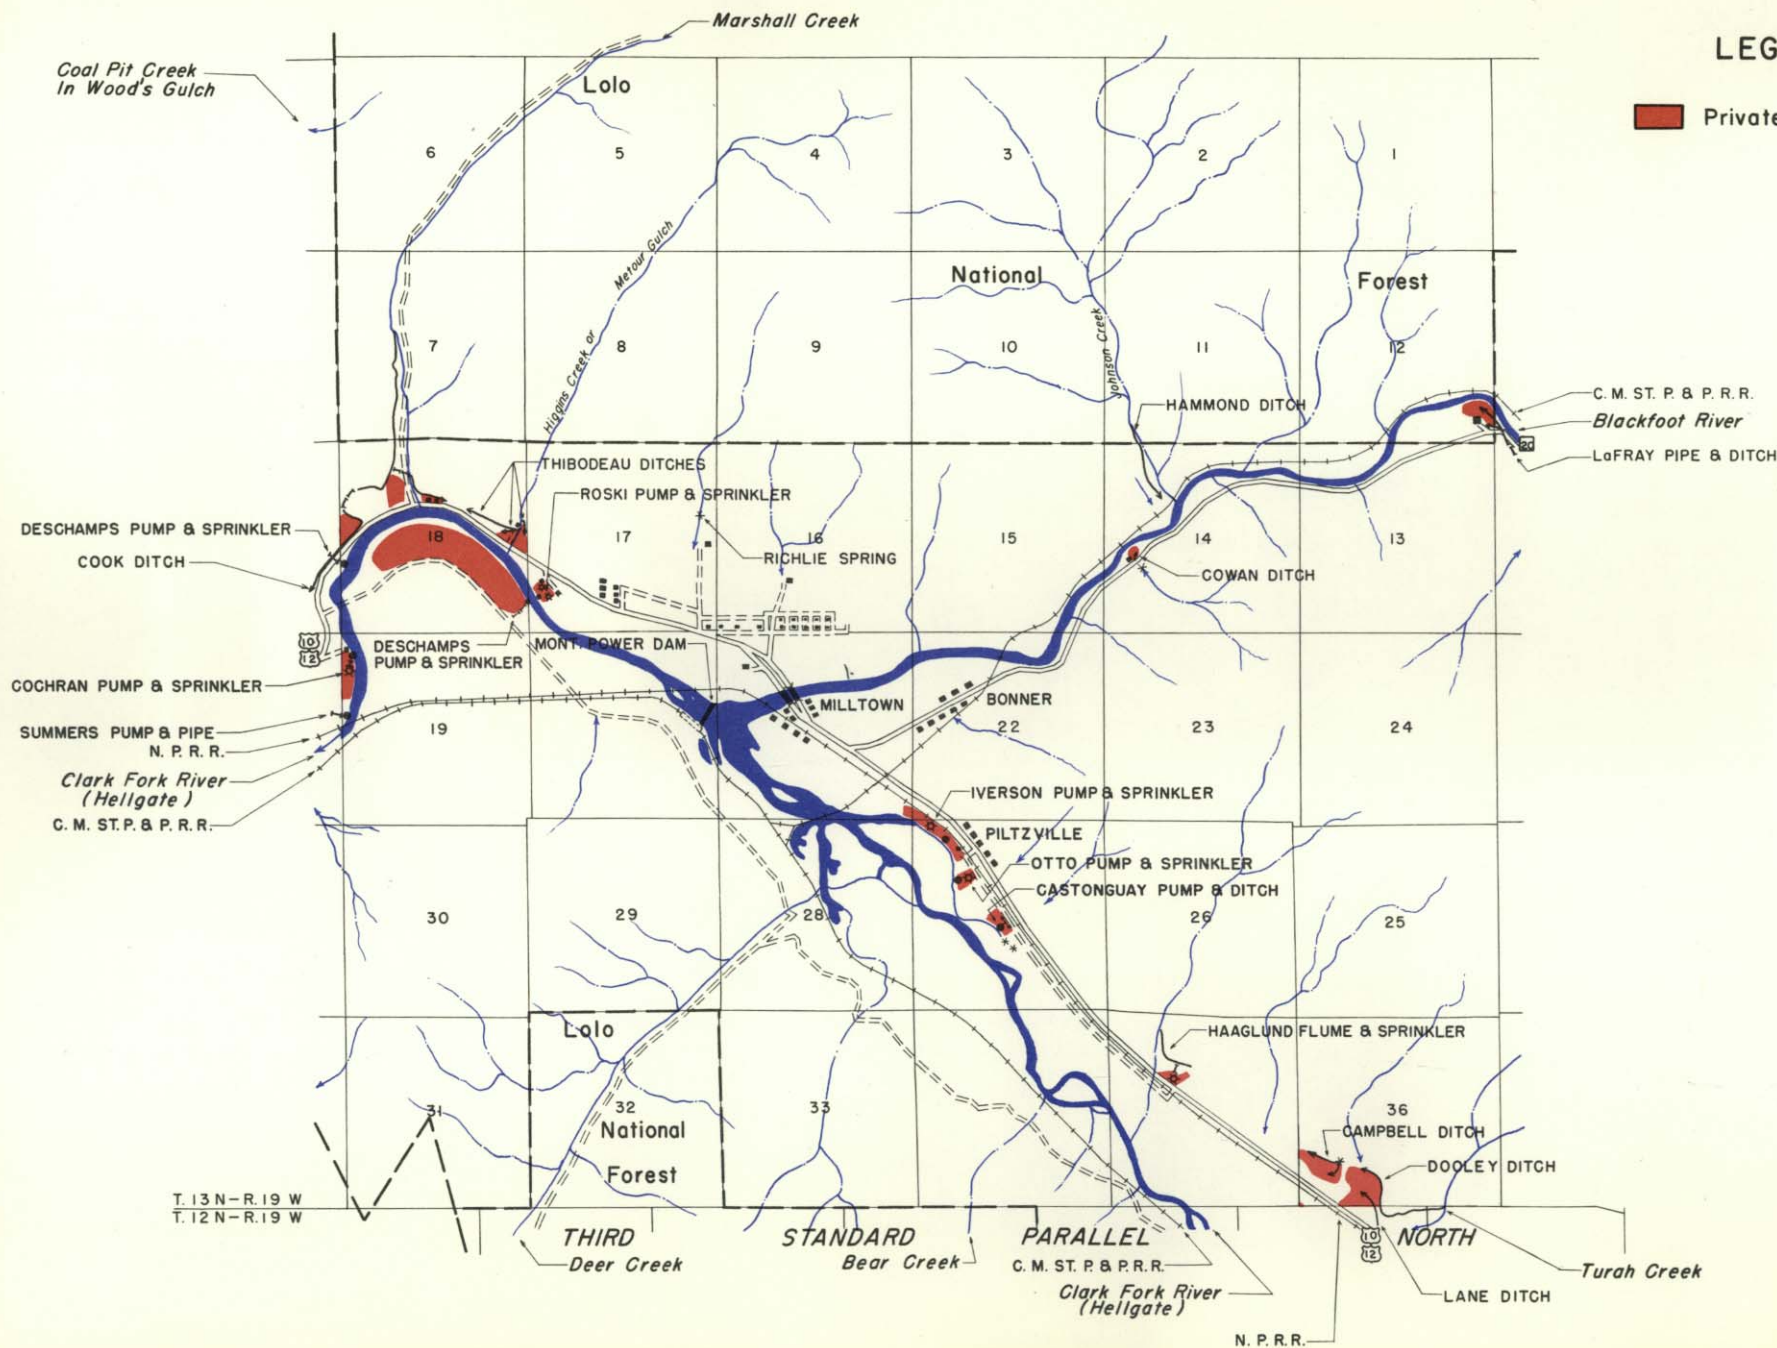 Marshall Creek
Coal Pit Creek
In Wood's Gulch
LEG
Private
Lolo
6
5
4
3
2
1
Higgins Creek or Metour Gulch
National
Forest
Johnson Creek
7
8
9
10
11
12
HAMMOND DITCH
C. M. ST. P. & P. R. R.
Blackfoot River
20
LaFRAY PIPE & DITCH
THIBODEAU DITCHES
ROSKI PUMP & SPRINKLER
DESCHAMPS PUMP & SPRINKLER
COOK DITCH
18
17
16
15
14
13
RICHLIE SPRING
COWAN DITCH
10
12
DESCHAMPS
PUMP & SPRINKLER
MONT. POWER DAM
COCHRAN PUMP & SPRINKLER
MILLTOWN
BONNER
SUMMERS PUMP & PIPE
N. P. R. R.
19
22
23
24
Clark Fork River
(Hellgate)
C. M. ST. P. & P. R. R.
IVERSON PUMP & SPRINKLER
PILTZVILLE
OTTO PUMP & SPRINKLER
CASTONGUAY PUMP & DITCH
30
29
28
26
25
Lolo
HAAGLUND FLUME & SPRINKLER
31
32
33
36
National
Forest
CAMPBELL DITCH
DOOLEY DITCH
T. 13 N-R. 19 W
T. 12 N-R. 19 W
THIRD STANDARD PARALLEL NORTH
10
12
Deer Creek
Bear Creek
C. M. ST. P. & P. R. R.
Turah Creek
Clark Fork River
(Hellgate)
LANE DITCH
N. P. R. R.